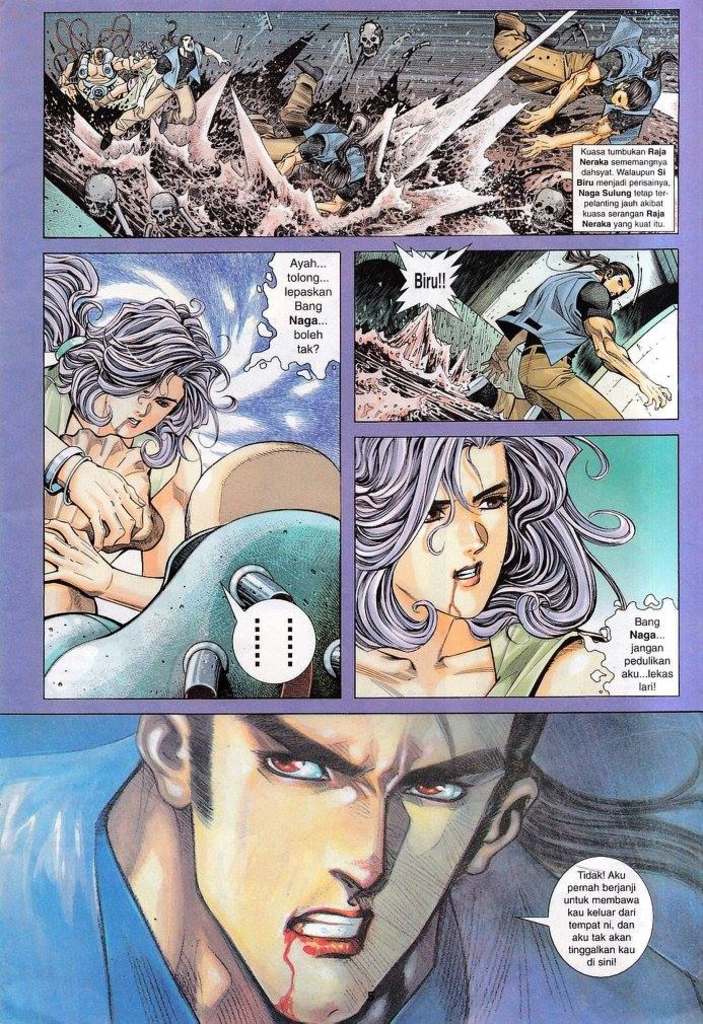 Kuasa tumbukan Raja
Neraka sememangnya
dahsyat. Walaupun Si
Biru menjadi perisainya,
Naga Sulung tetap ter-
pelanting jauh akibat
kuasa serangan Raja
Neraka yang kuat itu.
Ayah...
tolong...
lepaskan
Bang
Naga...
boleh
tak?
Biru!!
Bang
Naga...
jangan
pedulikan
aku...lekas
lari!
Tidak! Aku
pernah berjanji
untuk membawa
kau keluar dari
tempat ni, dan
aku tak akan
tinggalkan kau
di sini!
5